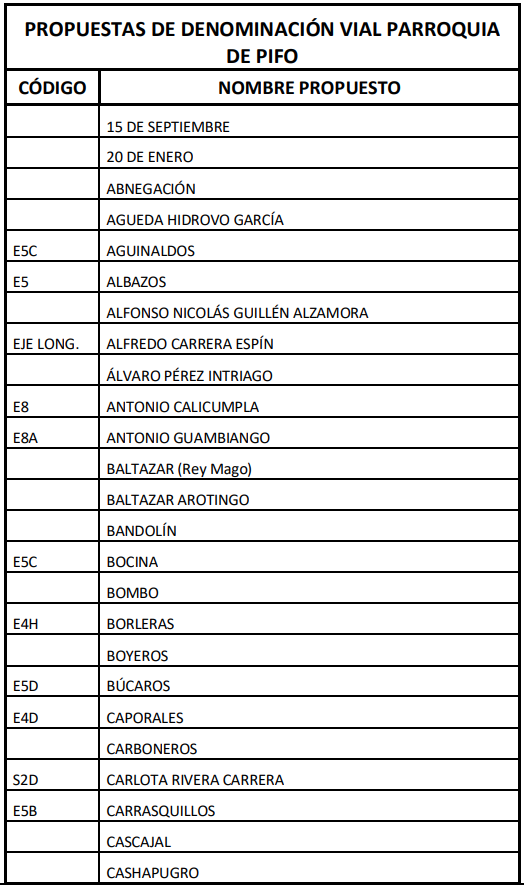 PROPUESTAS DE DENOMINACIÓN VIAL PARROQUIA
DE PIFO
CÓDIGO NOMBRE PROPUESTO
15 DE SEPTIEMBRE
20 DE ENERO
ABNEGACIÓN
AGUEDA HIDROVO GARCÍA
E5C AGUINALDOS
E5 ALBAZOS
ALFONSO NICOLÁS GUILLÉN ALZAMORA
EJE LONG. ALFREDO CARRERA ESPÍN
ÁLVARO PÉREZ INTRIAGO
E8 ANTONIO CALICUMPLA
E8A ANTONIO GUAMBIANGO
BALTAZAR (Rey Mago)
BALTAZAR AROTINGO
BANDOLÍN
E5C BOCINA
BOMBO
E4H BORLERAS
BOYEROS
E5D BÚCAROS
E4D CAPORALES
CARBONEROS
S2D CARLOTA RIVERA CARRERA
E5B CARRASQUILLOS
CASCAJAL
CASHAPUGRO